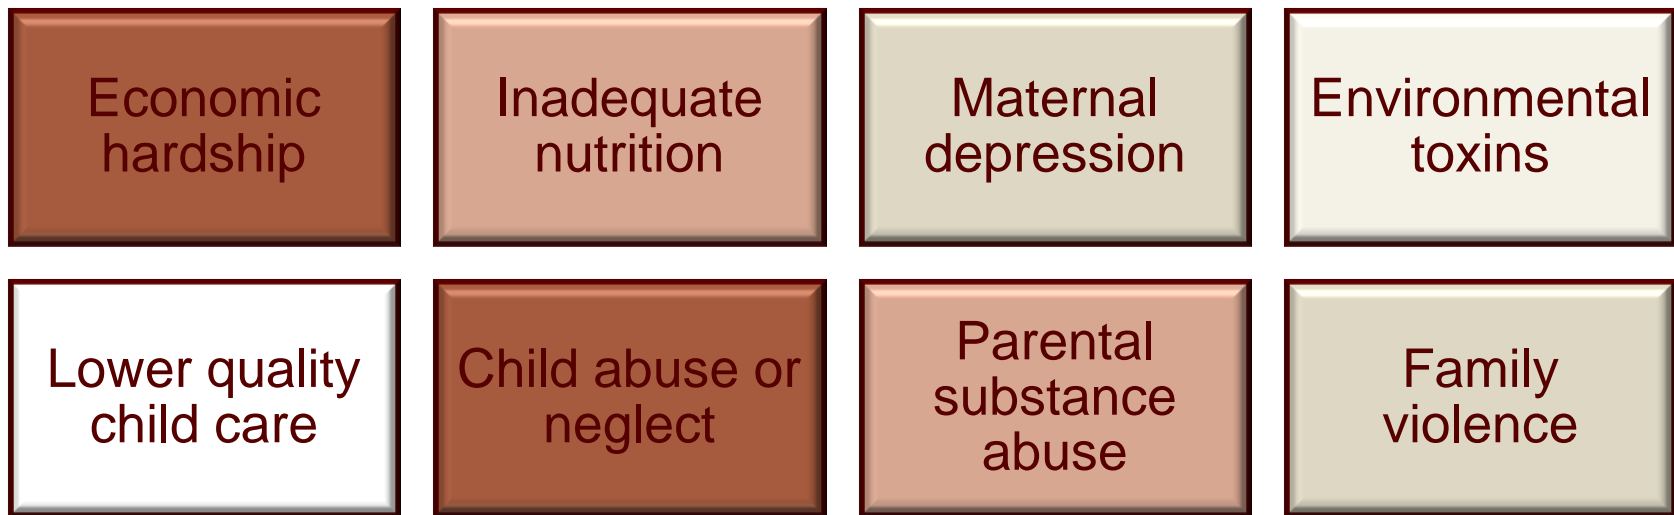 Economic
hardship
Inadequate
nutrition
Maternal
depression
Environmental
toxins
Lower quality
child care
Child abuse or
neglect
Parental
substance
abuse
Family
violence